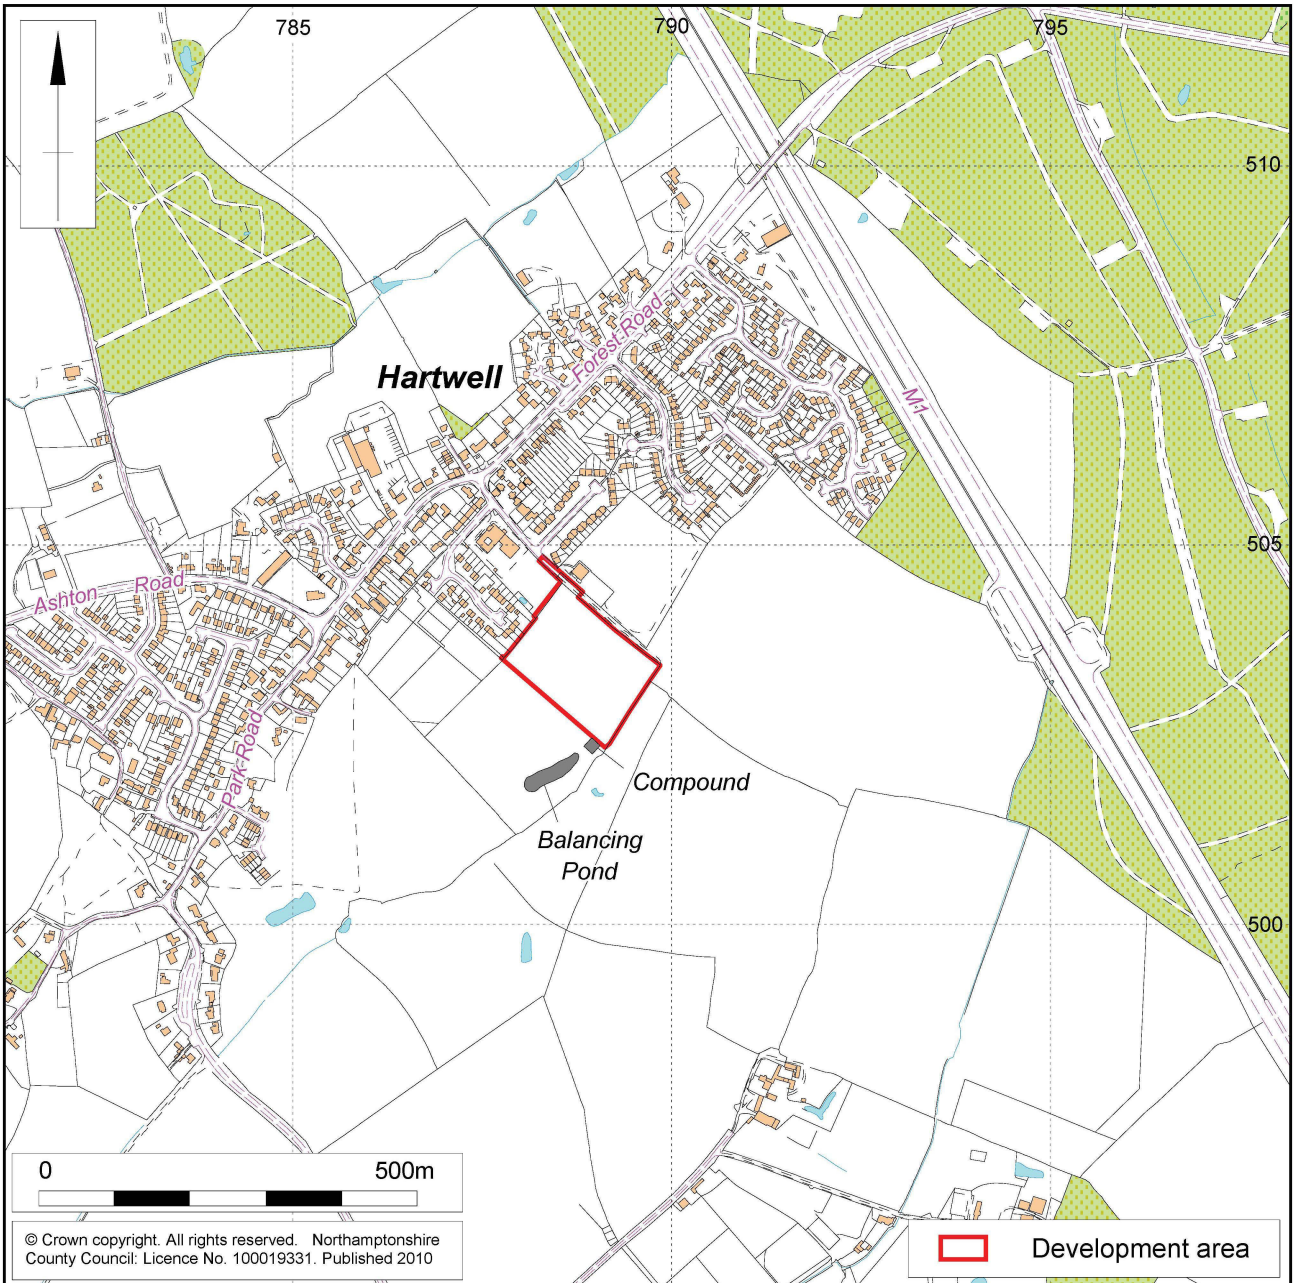 785
790
795
510
Forest Road
Hartwell
M1
505
Ashton Road
Park Road
Compound
Balancing
Pond
500
0 500m
© Crown copyright. All rights reserved. Northamptonshire
County Council: Licence No. 100019331. Published 2010
Development area